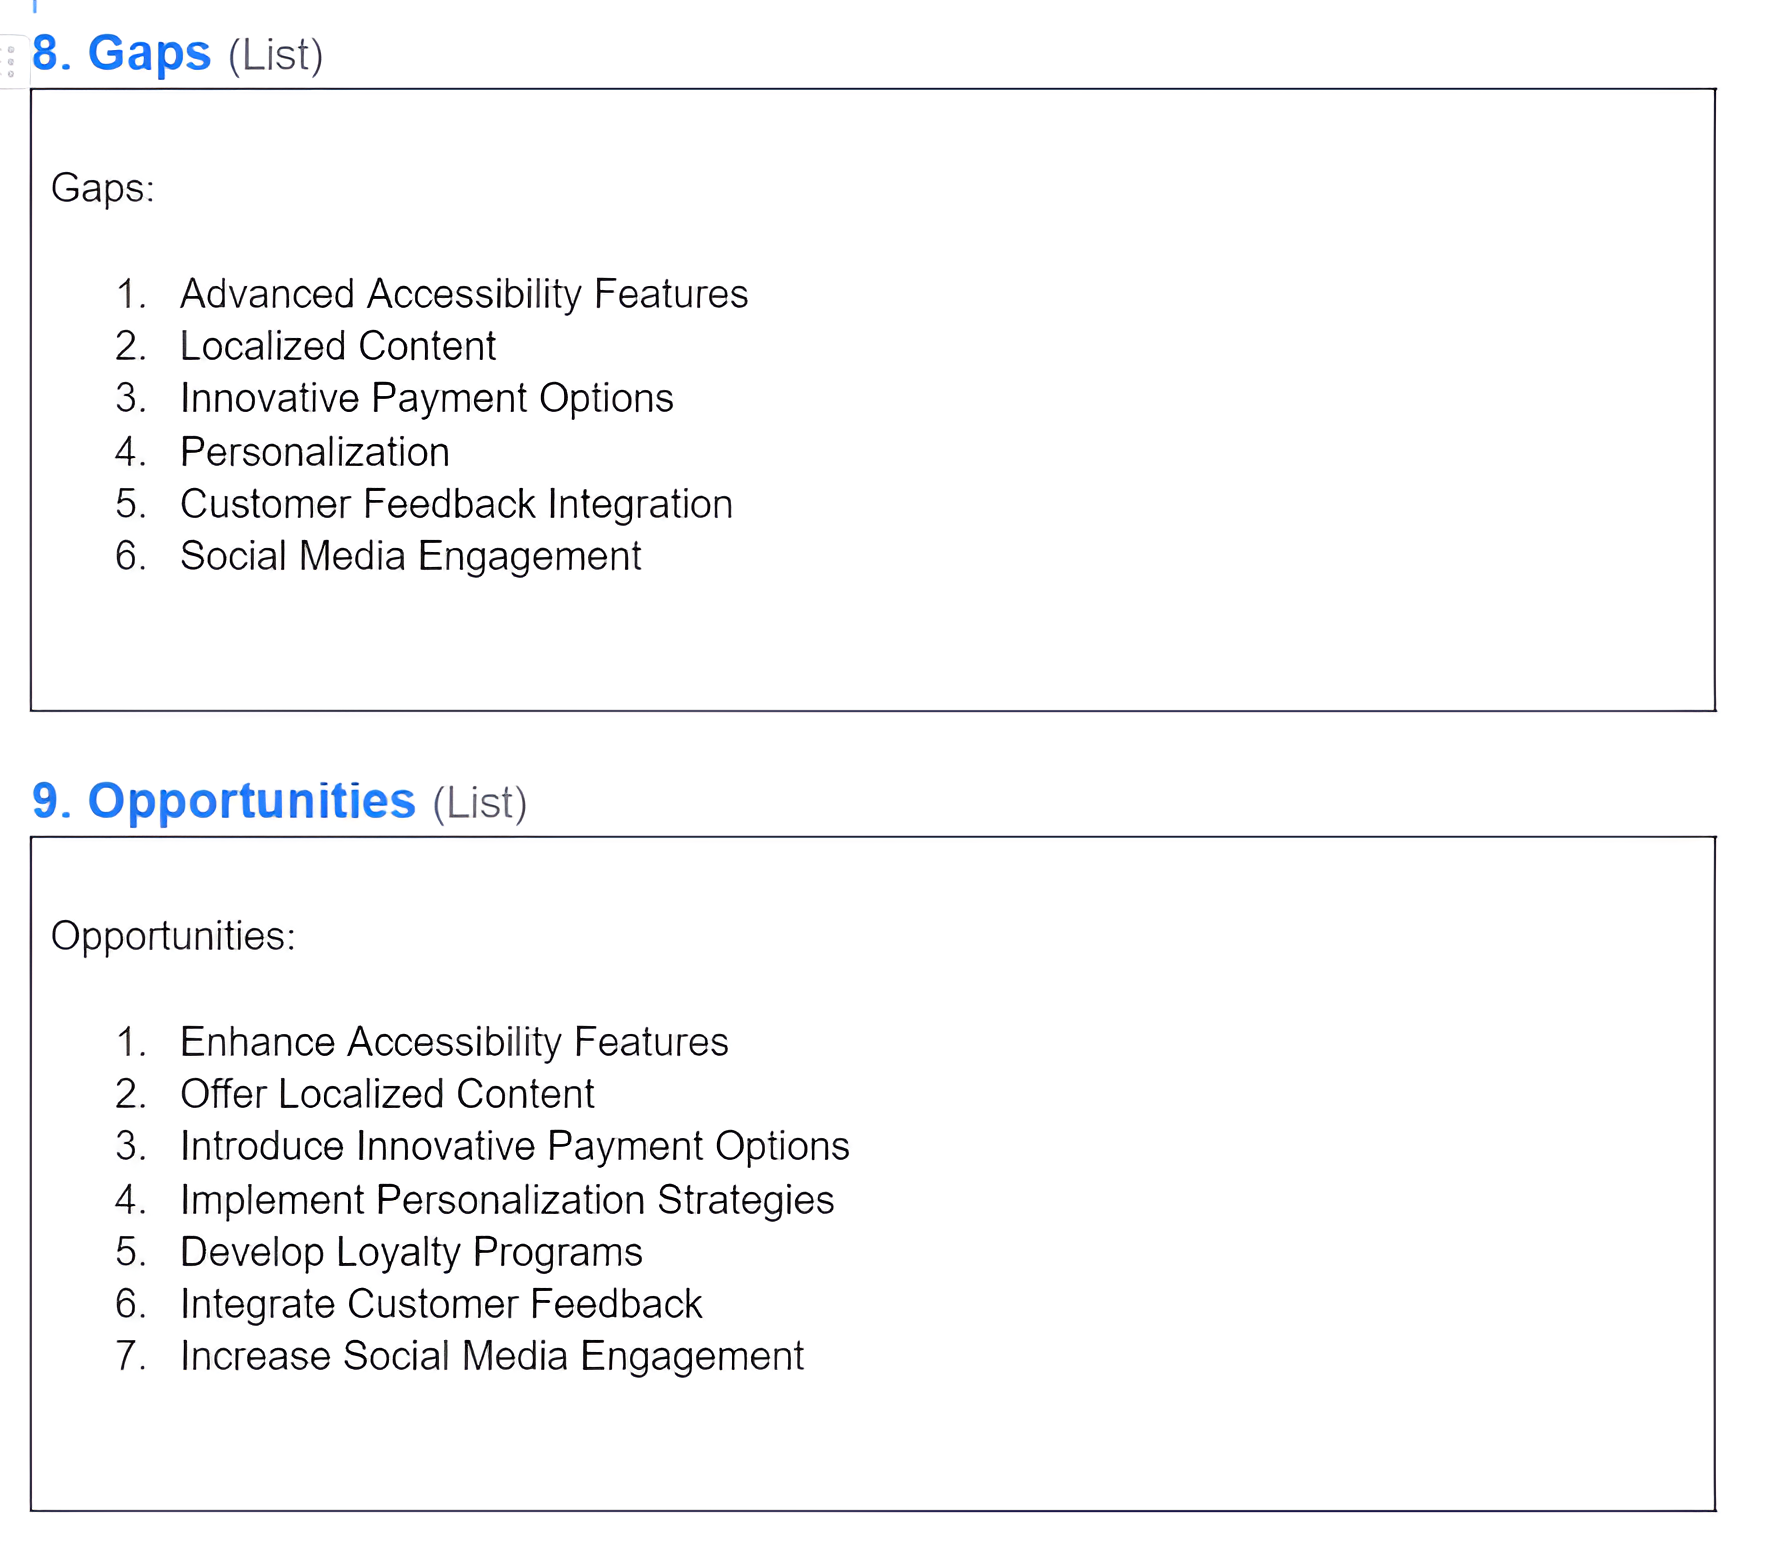 8. Gaps (List)
Gaps:
1. Advanced Accessibility Features
2. Localized Content
3. Innovative Payment Options
4. Personalization
5. Customer Feedback Integration
6. Social Media Engagement
9. Opportunities (List)
Opportunities:
1. Enhance Accessibility Features
2. Offer Localized Content
3. Introduce Innovative Payment Options
4. Implement Personalization Strategies
5. Develop Loyalty Programs
6. Integrate Customer Feedback
7. Increase Social Media Engagement